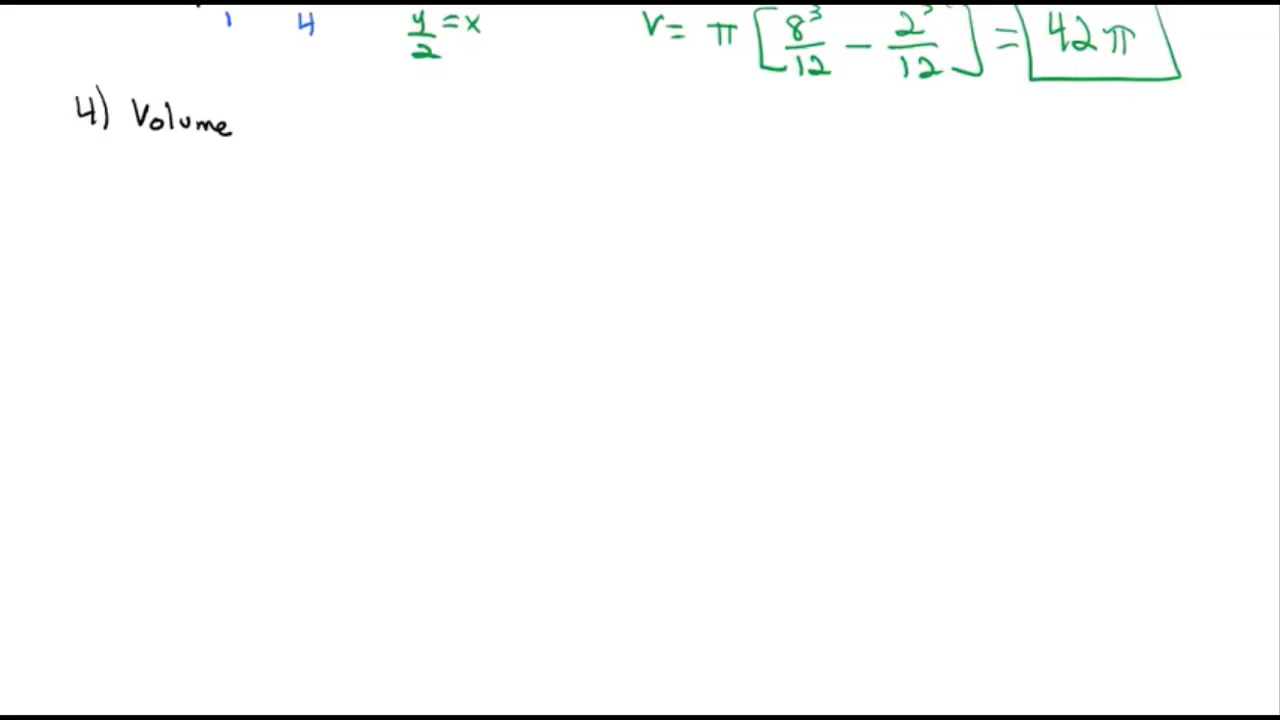 1 4 y/2 = x V = π [ 8³/12 − 2³/12 ] = 42π
4) Volume